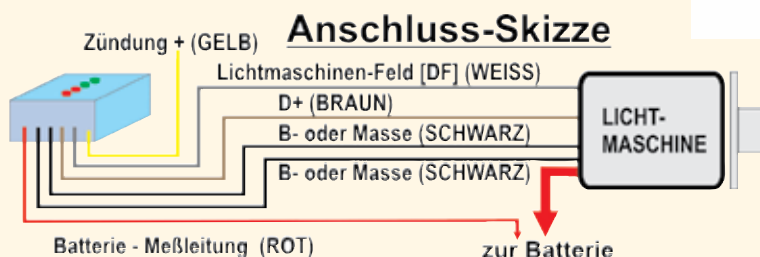 Anschluss-Skizze
Zündung + (GELB)
Lichtmaschinen-Feld [DF] (WEISS)
D+ (BRAUN)
B- oder Masse (SCHWARZ)
B- oder Masse (SCHWARZ)
LICHT-
MASCHINE
Batterie - Meßleitung (ROT)
zur Batterie